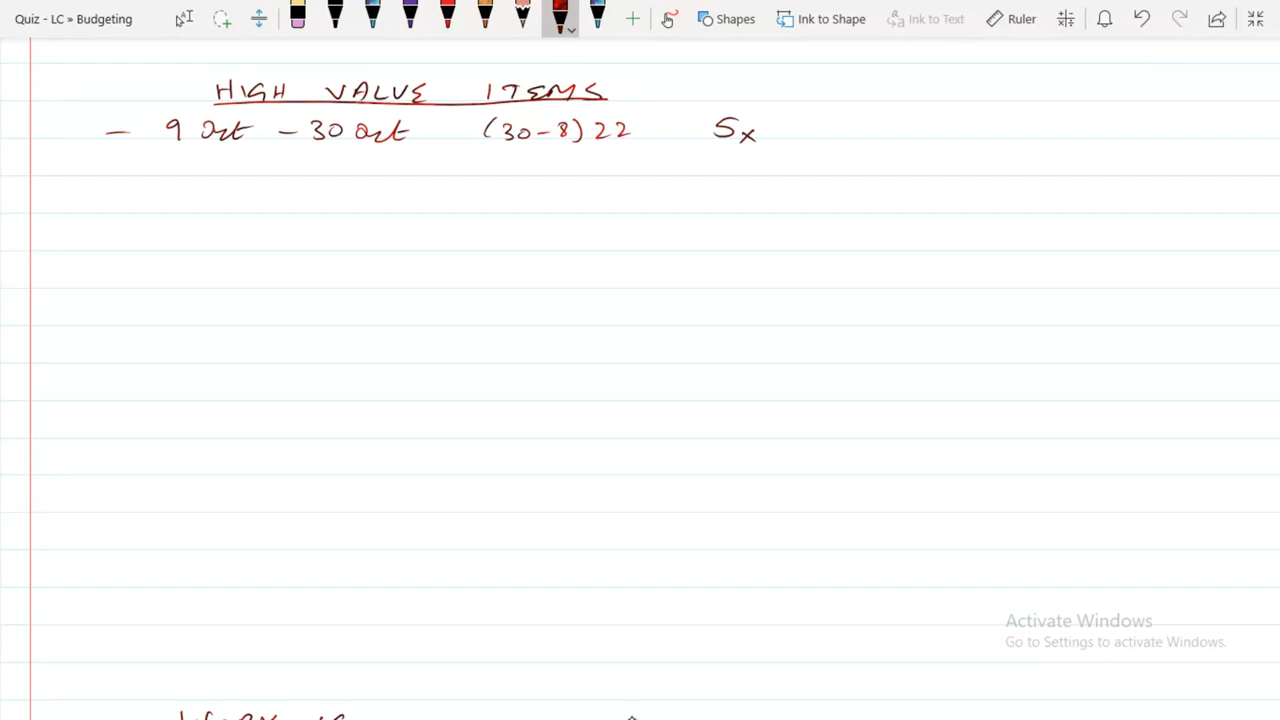 Quiz - LC » Budgeting
Shapes
Ink to Shape
Ink to Text
Ruler
HIGH VALUE ITEMS
- 9 Oct - 30 Oct (30-8) 22 5x
Activate Windows
Go to Settings to activate Windows.